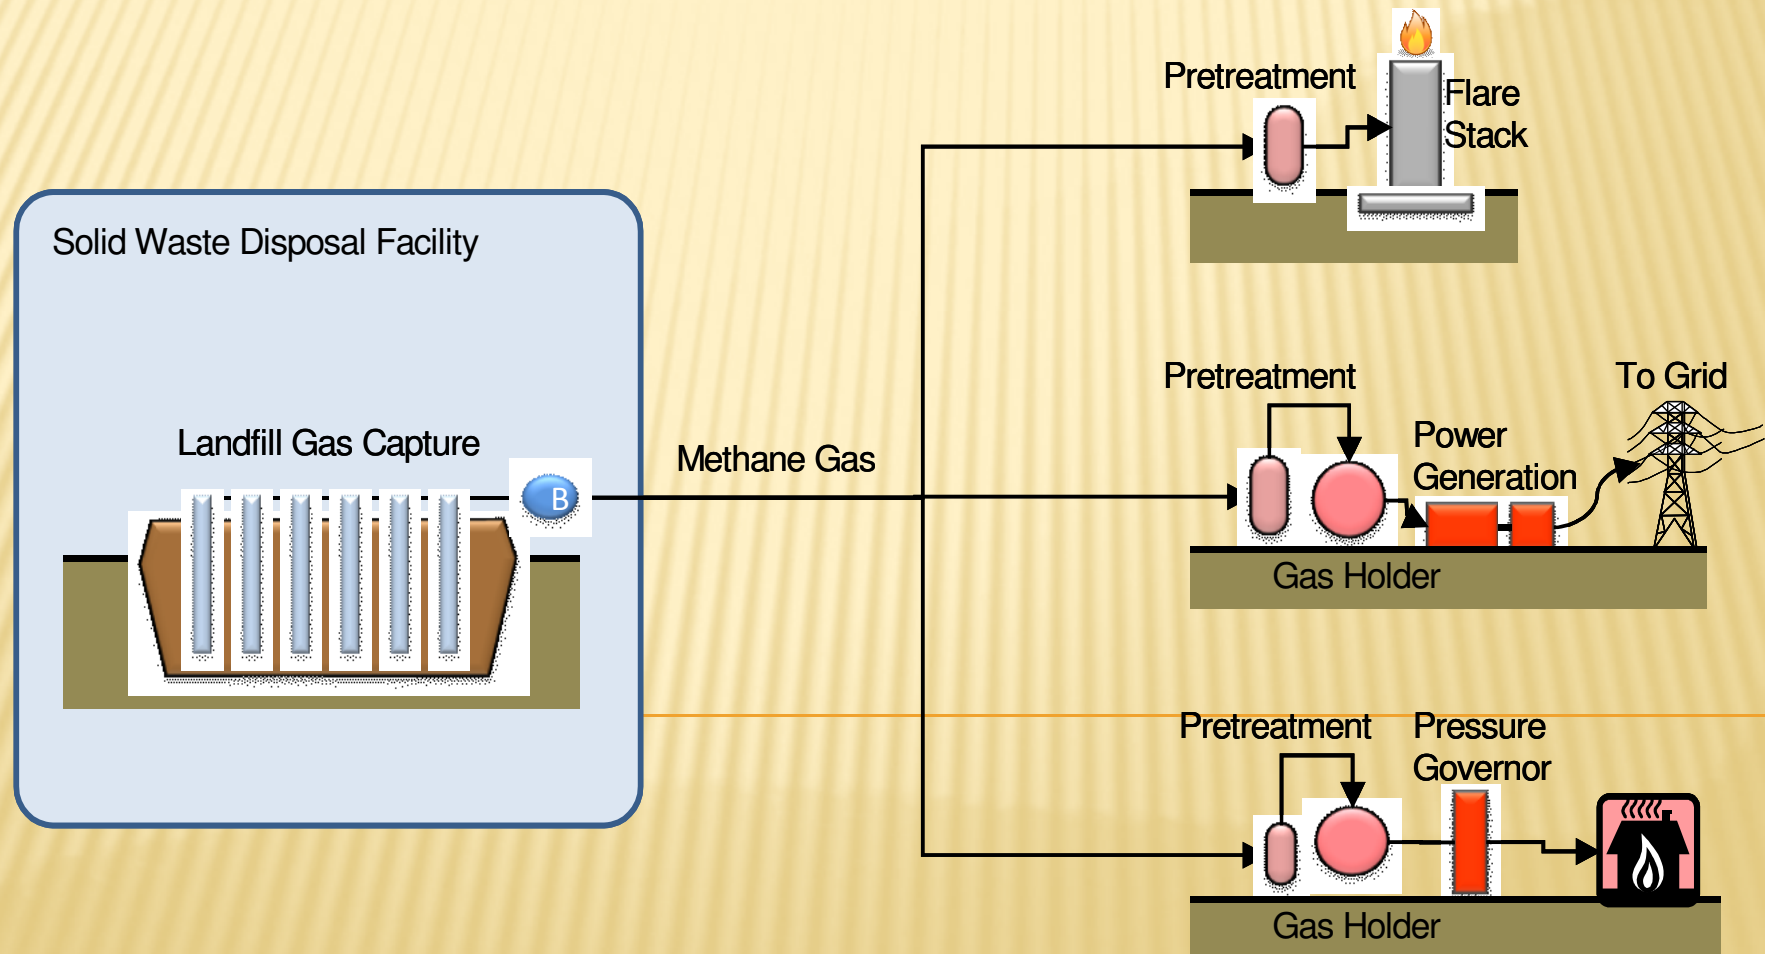 Pretreatment
Flare
Stack
Solid Waste Disposal Facility
Landfill Gas Capture
B
Methane Gas
Pretreatment
To Grid
Power
Generation
Gas Holder
Pretreatment
Pressure
Governor
Gas Holder